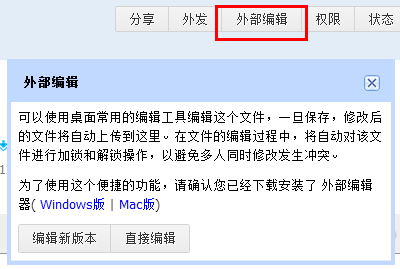 分享 外发 外部编辑 权限 状态
外部编辑
可以使用桌面常用的编辑工具编辑这个文件，一旦保存，修改后
的文件将自动上传到这里。在文件的编辑过程中，将自动对该文
件进行加锁和解锁操作，以避免多人同时修改发生冲突。
为了使用这个便捷的功能，请确认您已经下载安装了 外部编辑
器( Windows版 | Mac版)
编辑新版本 直接编辑